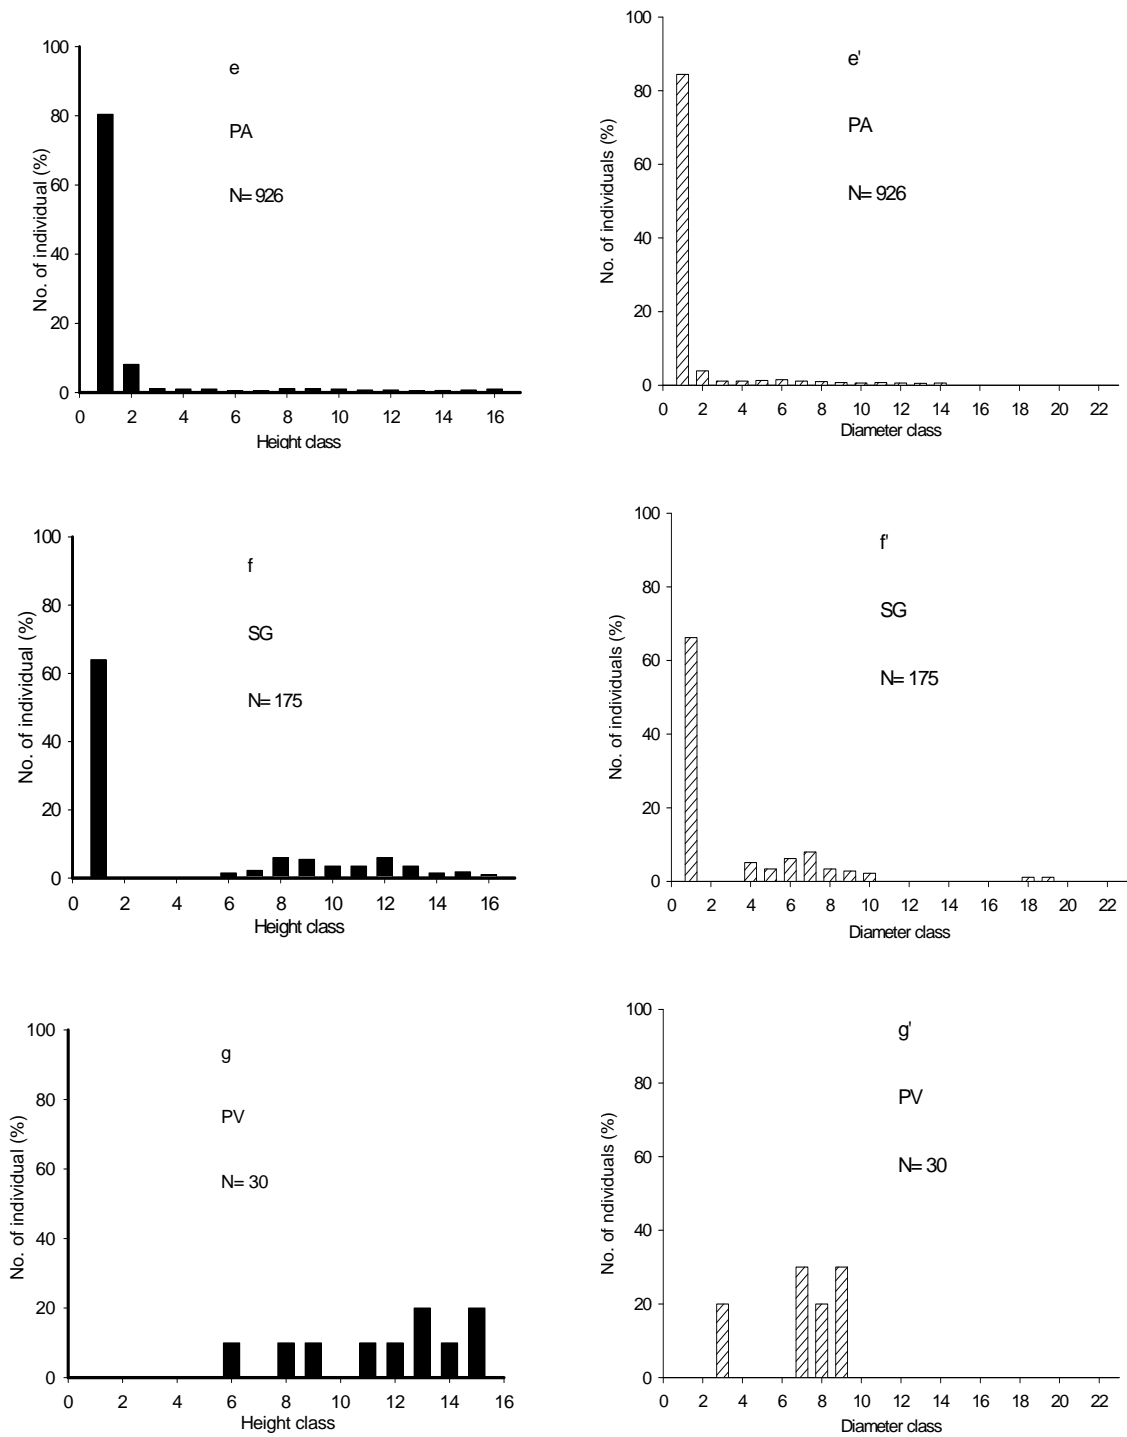 100
80
60
40
20
0
No. of individual (%)
e
PA
N= 926
0 2 4 6 8 10 12 14 16
Height class
100
80
60
40
20
0
No. of individuals (%)
e'
PA
N= 926
0 2 4 6 8 10 12 14 16 18 20 22
Diameter class
100
80
60
40
20
0
No. of individual (%)
f
SG
N= 175
0 2 4 6 8 10 12 14 16
Height class
100
80
60
40
20
0
No. of individuals (%)
f'
SG
N= 175
0 2 4 6 8 10 12 14 16 18 20 22
Diameter class
100
80
60
40
20
0
No. of individual (%)
g
PV
N= 30
0 2 4 6 8 10 12 14 16
Height class
100
80
60
40
20
0
No. of ndividuals (%)
g'
PV
N= 30
0 2 4 6 8 10 12 14 16 18 20 22
Diameter class